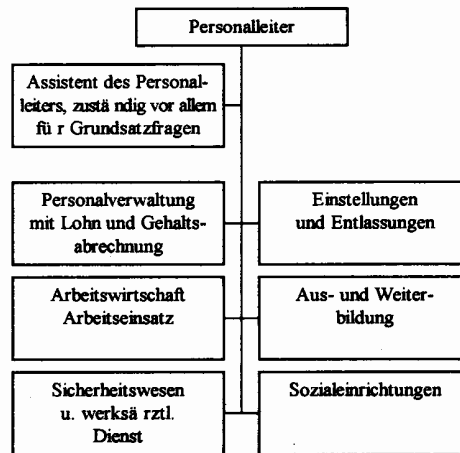 Personalleiter
Assistent des Personal-
leiters, zustä ndig vor allem
fü r Grundsatzfragen
Personalverwaltung
mit Lohn und Gehalts-
abrechnung
Einstellungen
und Entlassungen
Arbeitswirtschaft
Arbeitseinsatz
Aus- und Weiter-
bildung
Sicherheitswesen
u. werksä rztl.
Dienst
Sozialeinrichtungen